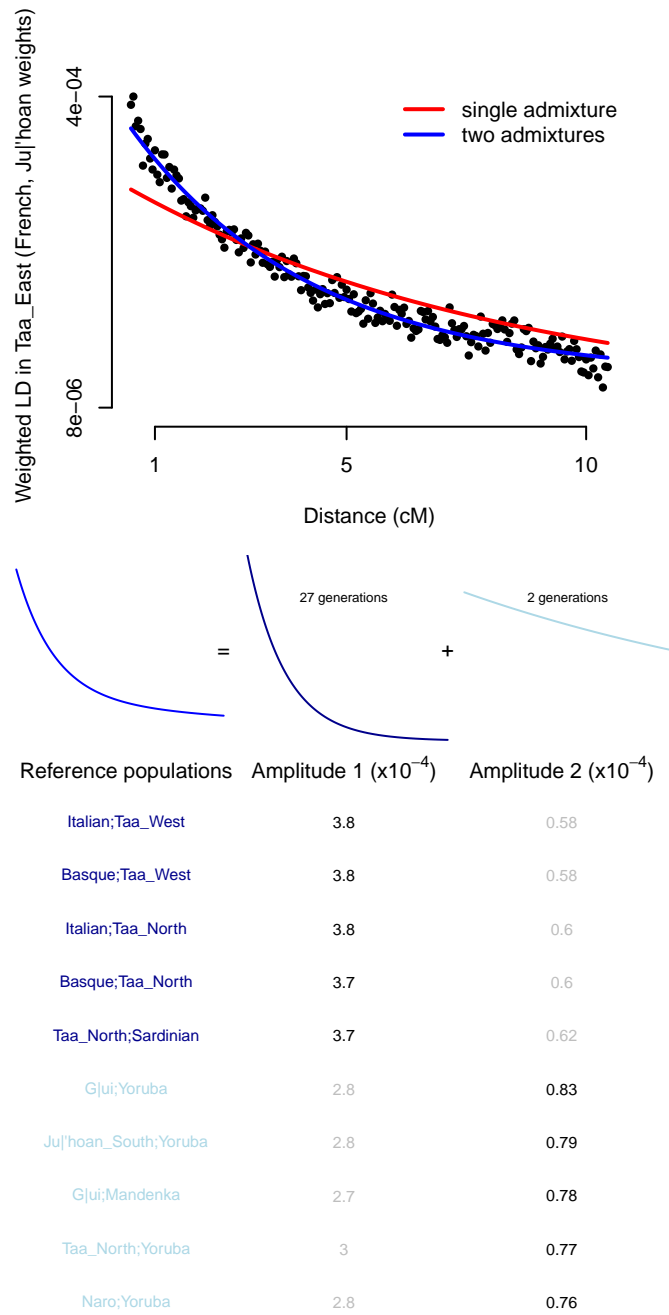 Weighted LD in Taa_East (French, Ju|'hoan weights)
4e−04
8e−06
single admixture
two admixtures
1 5 10
Distance (cM)
27 generations 2 generations
= +
Reference populations Amplitude 1 (x10⁻⁴) Amplitude 2 (x10⁻⁴)
Italian;Taa_West 3.8 0.58
Basque;Taa_West 3.8 0.58
Italian;Taa_North 3.8 0.6
Basque;Taa_North 3.7 0.6
Taa_North;Sardinian 3.7 0.62
G|ui;Yoruba 2.8 0.83
Ju|'hoan_South;Yoruba 2.8 0.79
G|ui;Mandenka 2.7 0.78
Taa_North;Yoruba 3 0.77
Naro;Yoruba 2.8 0.76